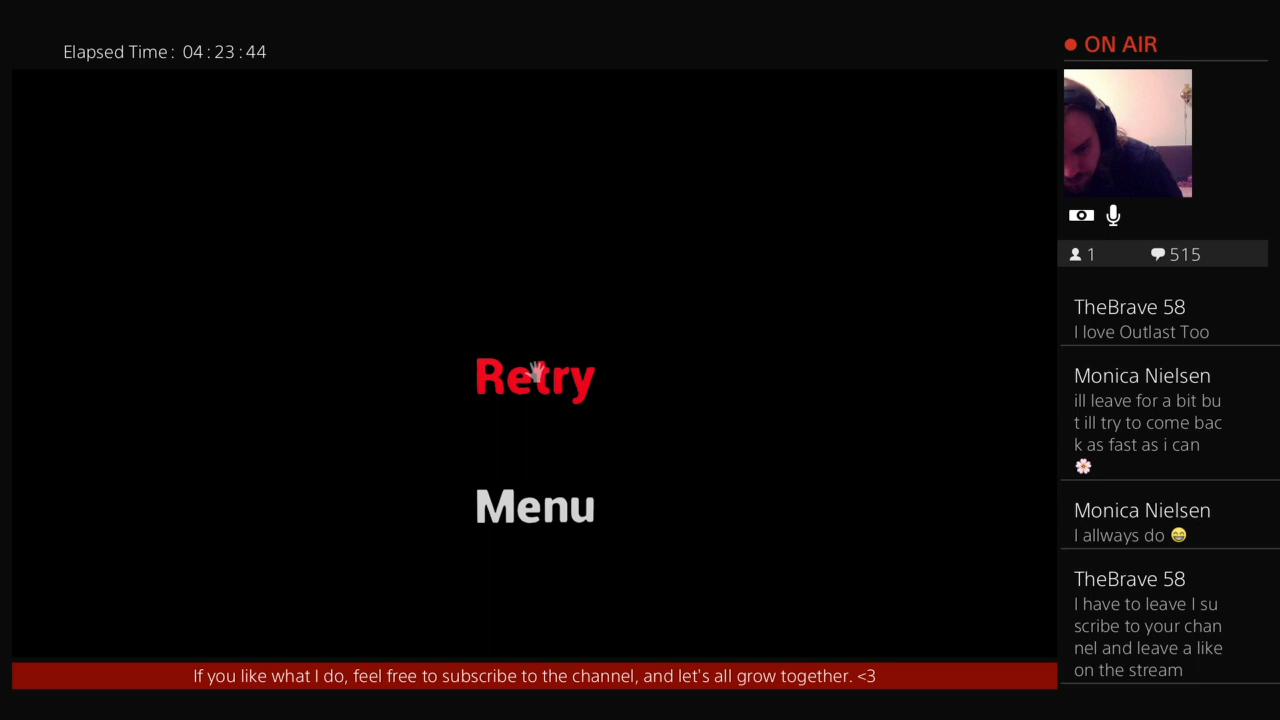 Elapsed Time: 04:23:44
ON AIR
1
515
TheBrave 58
I love Outlast Too
Monica Nielsen
ill leave for a bit bu
t ill try to come bac
k as fast as i can
🌸
Monica Nielsen
I allways do 😁
TheBrave 58
I have to leave I su
scribe to your chan
nel and leave a like
on the stream
Retry
Menu
If you like what I do, feel free to subscribe to the channel, and let's all grow together. <3